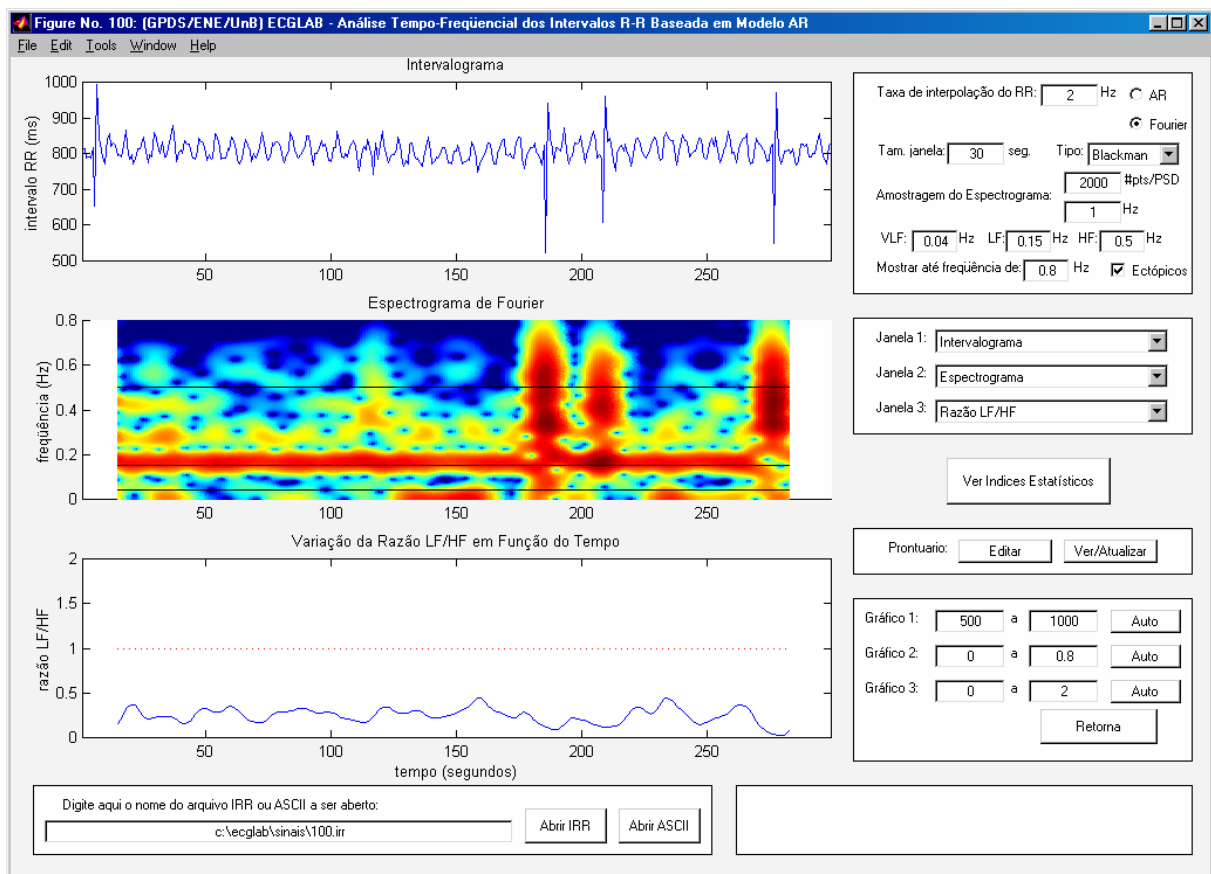 Figure No. 100: (GPDS/ENE/UnB) ECGLAB - Análise Tempo-Freqüencial dos Intervalos R-R Baseada em Modelo AR
File Edit Tools Window Help
Intervalograma
intervalo RR (ms)
1000
900
800
700
600
500
50 100 150 200 250
Espectrograma de Fourier
freqüência (Hz)
0.8
0.6
0.4
0.2
0
50 100 150 200 250
Variação da Razão LF/HF em Função do Tempo
razão LF/HF
2
1.5
1
0.5
0
50 100 150 200 250
tempo (segundos)
Taxa de interpolação do RR: 2 Hz AR
Fourier
Tam. janela: 30 seg. Tipo: Blackman
Amostragem do Espectrograma: 2000 #pts/PSD
1 Hz
VLF: 0.04 Hz LF: 0.15 Hz HF: 0.5 Hz
Mostrar até freqüência de: 0.8 Hz Ectópicos
Janela 1: Intervalograma
Janela 2: Espectrograma
Janela 3: Razão LF/HF
Ver Indices Estatísticos
Prontuario: Editar Ver/Atualizar
Gráfico 1: 500 a 1000 Auto
Gráfico 2: 0 a 0.8 Auto
Gráfico 3: 0 a 2 Auto
Retorna
Digite aqui o nome do arquivo IRR ou ASCII a ser aberto:
c:\ecglab\sinais\100.irr Abrir IRR Abrir ASCII